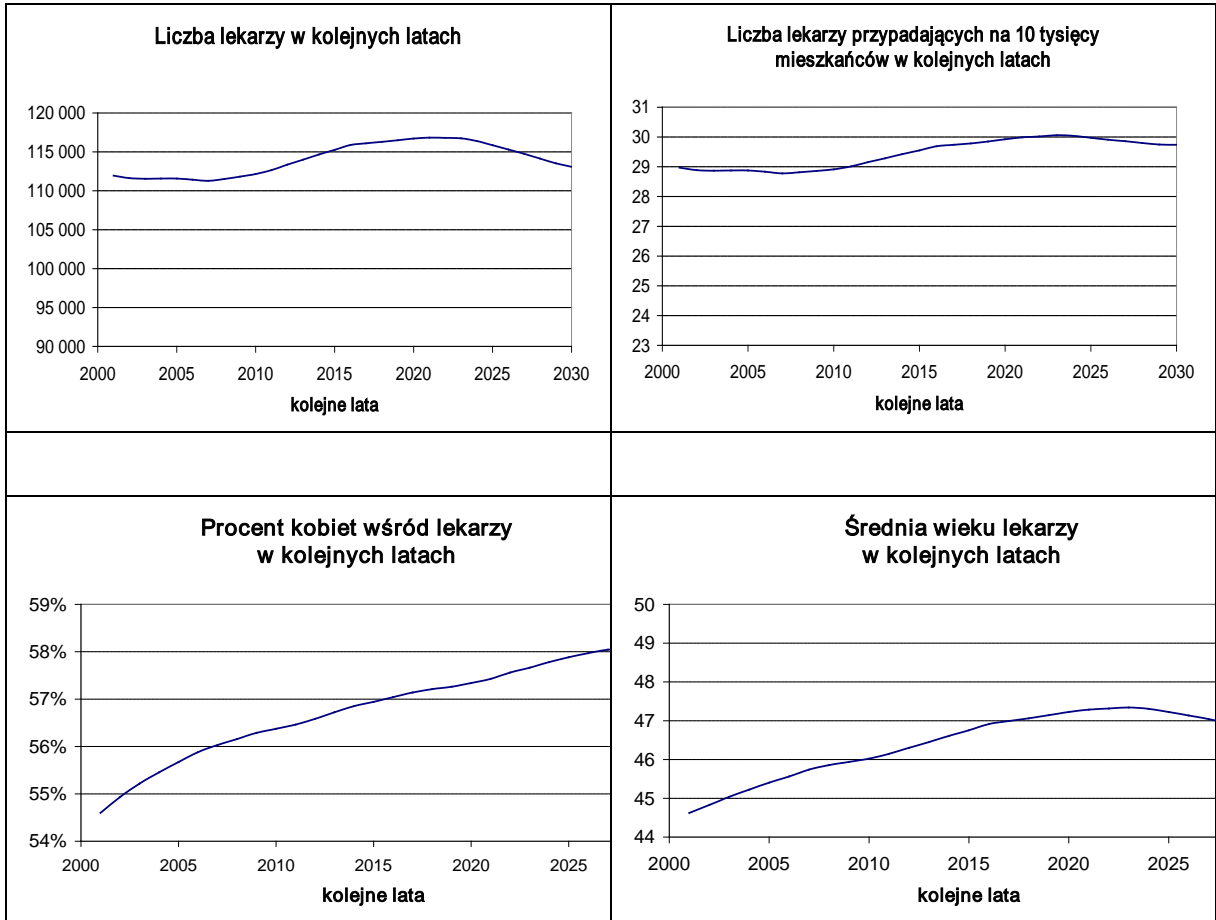 Liczba lekarzy w kolejnych latach
120 000
115 000
110 000
105 000
100 000
95 000
90 000
2000 2005 2010 2015 2020 2025 2030
kolejne lata
Liczba lekarzy przypadających na 10 tysięcy
mieszkańców w kolejnych latach
31
30
29
28
27
26
25
24
23
2000 2005 2010 2015 2020 2025 2030
kolejne lata
Procent kobiet wśród lekarzy
w kolejnych latach
59%
58%
57%
56%
55%
54%
2000 2005 2010 2015 2020 2025
kolejne lata
Średnia wieku lekarzy
w kolejnych latach
50
49
48
47
46
45
44
2000 2005 2010 2015 2020 2025
kolejne lata